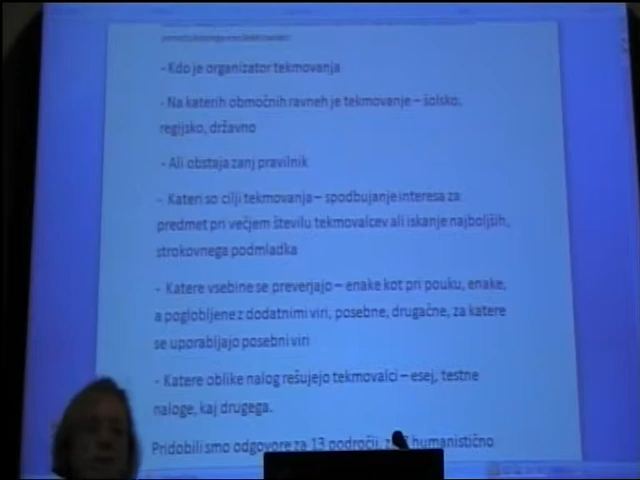 - Kdo je organizator tekmovanja
- Na katerih območnih ravneh je tekmovanje – šolsko,
regijsko, državno
- Ali obstaja zanj pravilnik
- Kateri so cilji tekmovanja – spodbujanje interesa za
predmet pri večjem številu tekmovalcev ali iskanje najboljših,
strokovnega podmladka
- Katere vsebine se preverjajo – enake kot pri pouku, enake,
a poglobljene z dodatnimi viri, posebne, drugačne, za katere
se uporabljajo posebni viri
- Katere oblike nalog rešujejo tekmovalci – esej, testne
naloge, kaj drugega.
Pridobili smo odgovore za 13 področij, humanistično